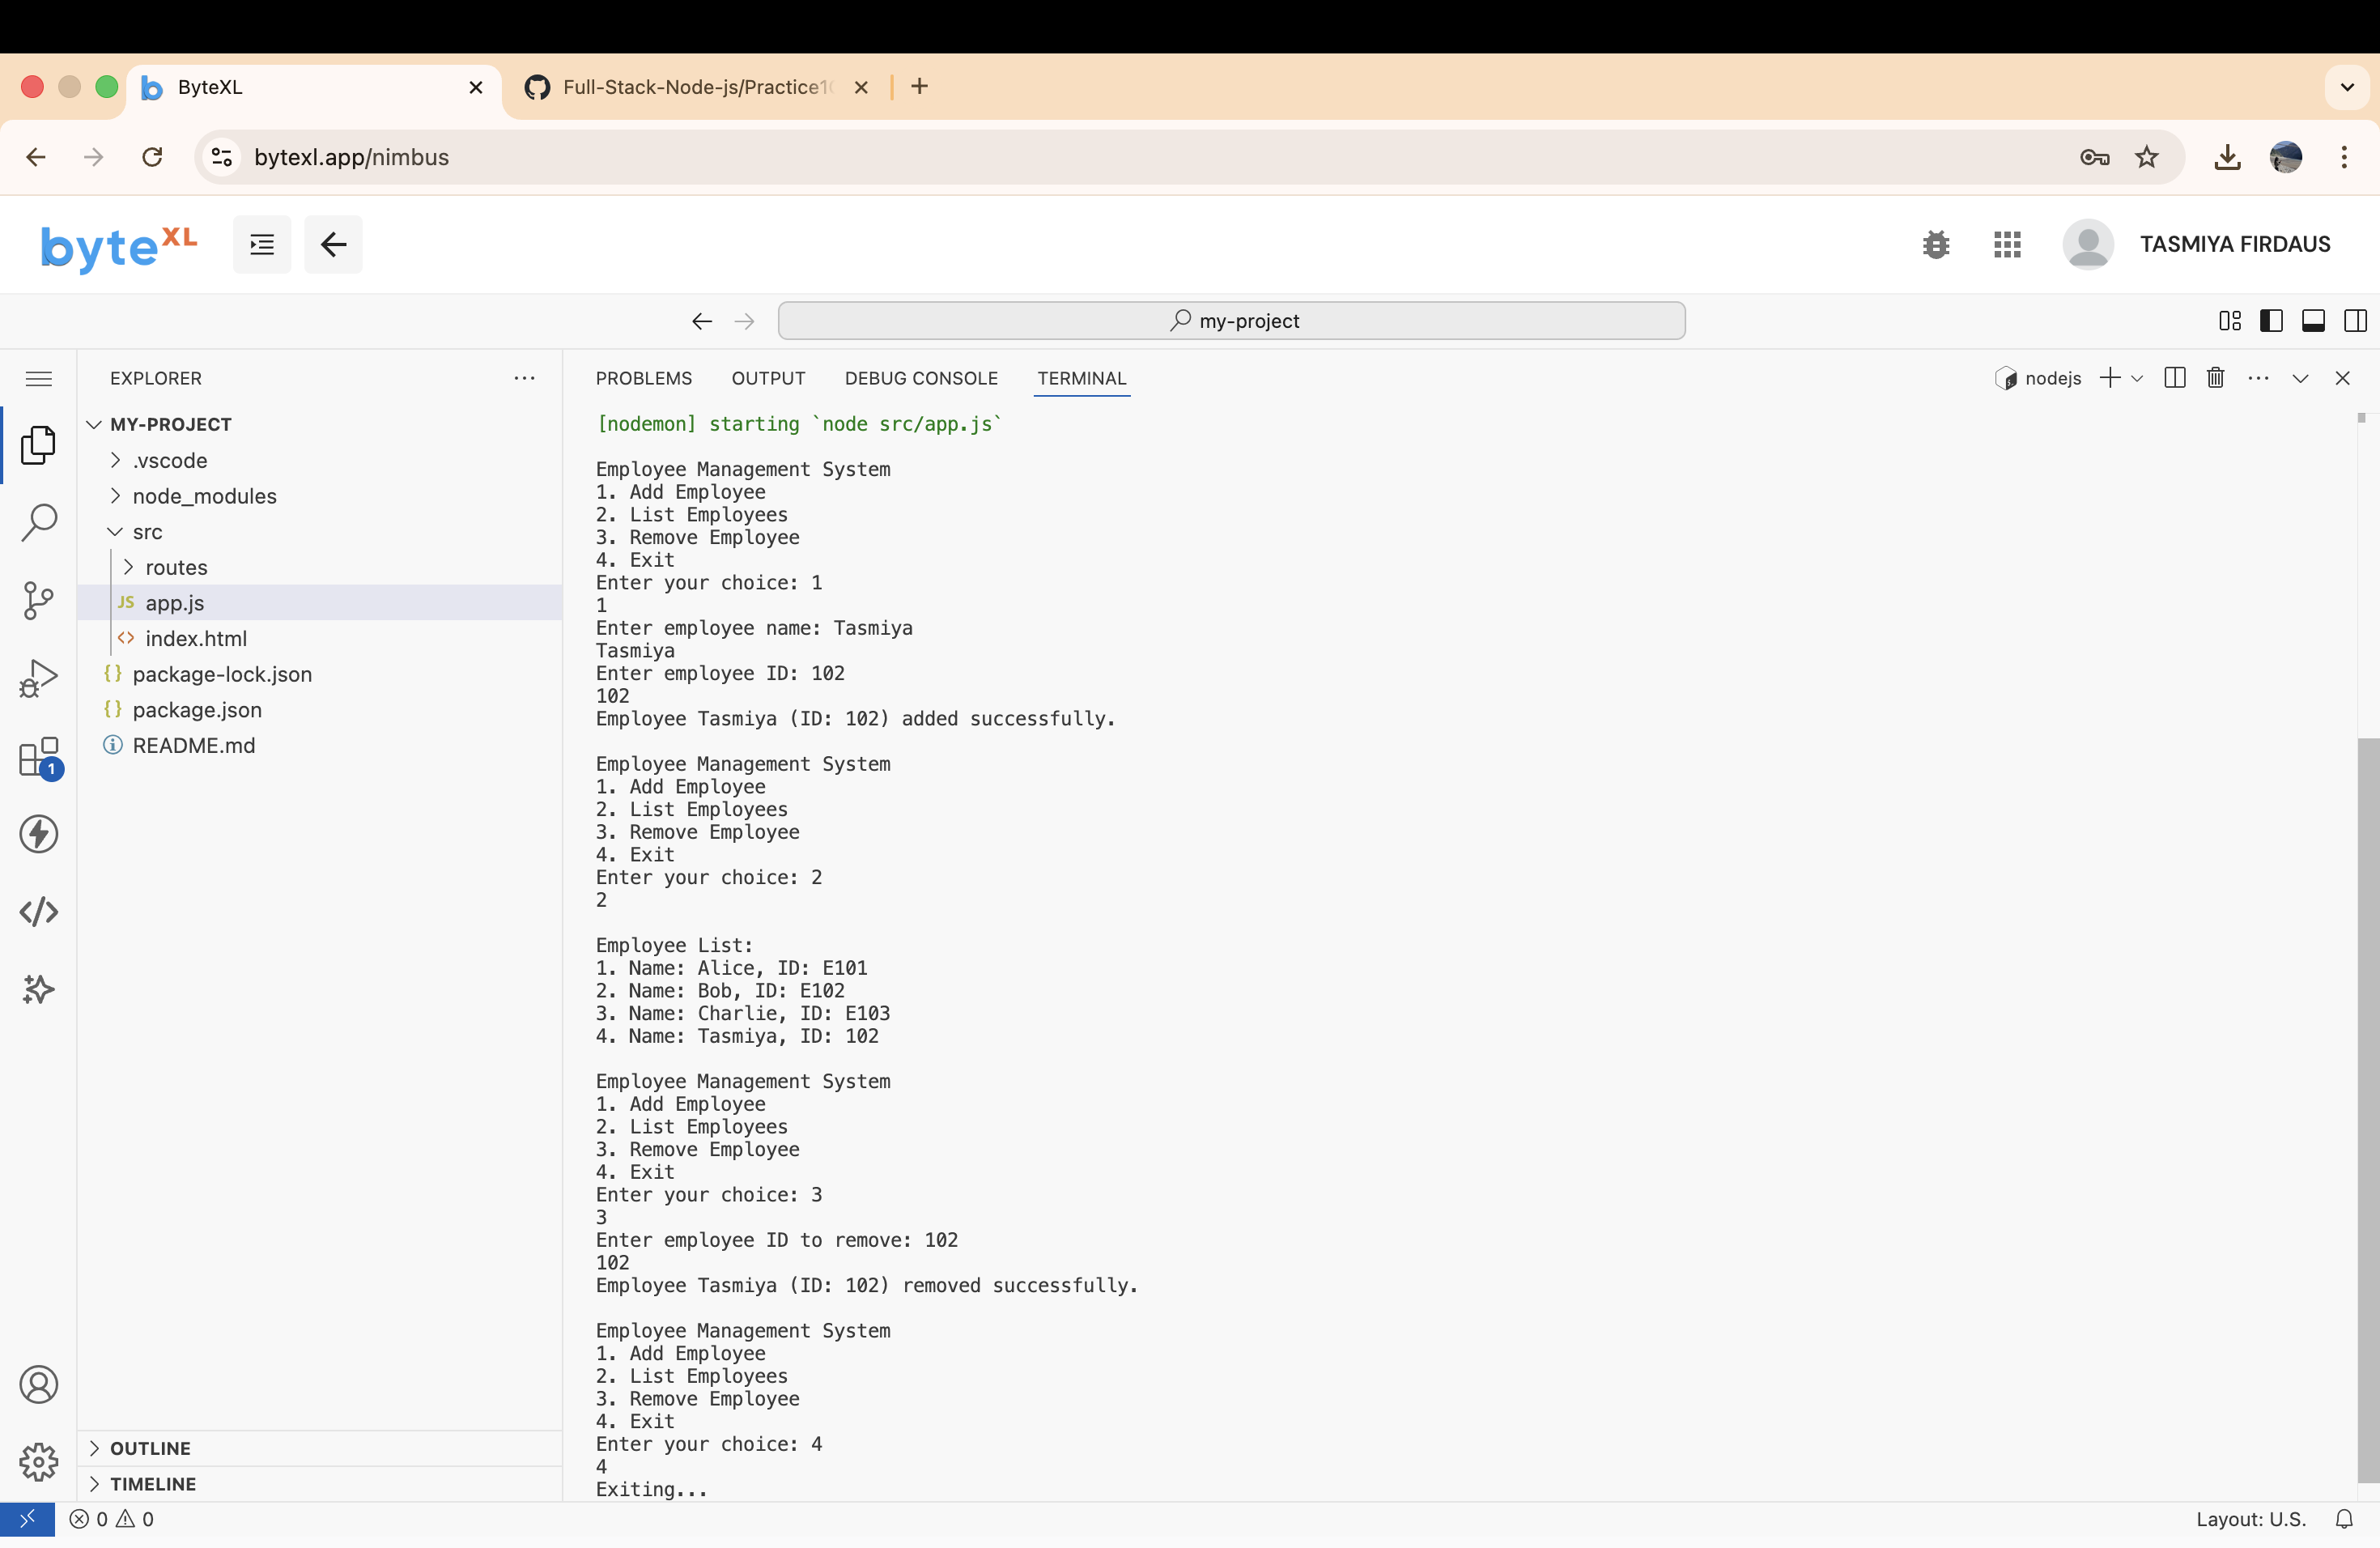 ByteXL
Full-Stack-Node-js/Practice1
bytexl.app/nimbus
byteXL
TASMIYA FIRDAUS
my-project
EXPLORER
PROBLEMS OUTPUT DEBUG CONSOLE TERMINAL
nodejs
MY-PROJECT
.vscode
node_modules
src
routes
JS app.js
<> index.html
{} package-lock.json
{} package.json
README.md
1
OUTLINE
TIMELINE
[nodemon] starting `node src/app.js`
Employee Management System
1. Add Employee
2. List Employees
3. Remove Employee
4. Exit
Enter your choice: 1
1
Enter employee name: Tasmiya
Tasmiya
Enter employee ID: 102
102
Employee Tasmiya (ID: 102) added successfully.
Employee Management System
1. Add Employee
2. List Employees
3. Remove Employee
4. Exit
Enter your choice: 2
2
Employee List:
1. Name: Alice, ID: E101
2. Name: Bob, ID: E102
3. Name: Charlie, ID: E103
4. Name: Tasmiya, ID: 102
Employee Management System
1. Add Employee
2. List Employees
3. Remove Employee
4. Exit
Enter your choice: 3
3
Enter employee ID to remove: 102
102
Employee Tasmiya (ID: 102) removed successfully.
Employee Management System
1. Add Employee
2. List Employees
3. Remove Employee
4. Exit
Enter your choice: 4
4
Exiting...
0 0
Layout: U.S.